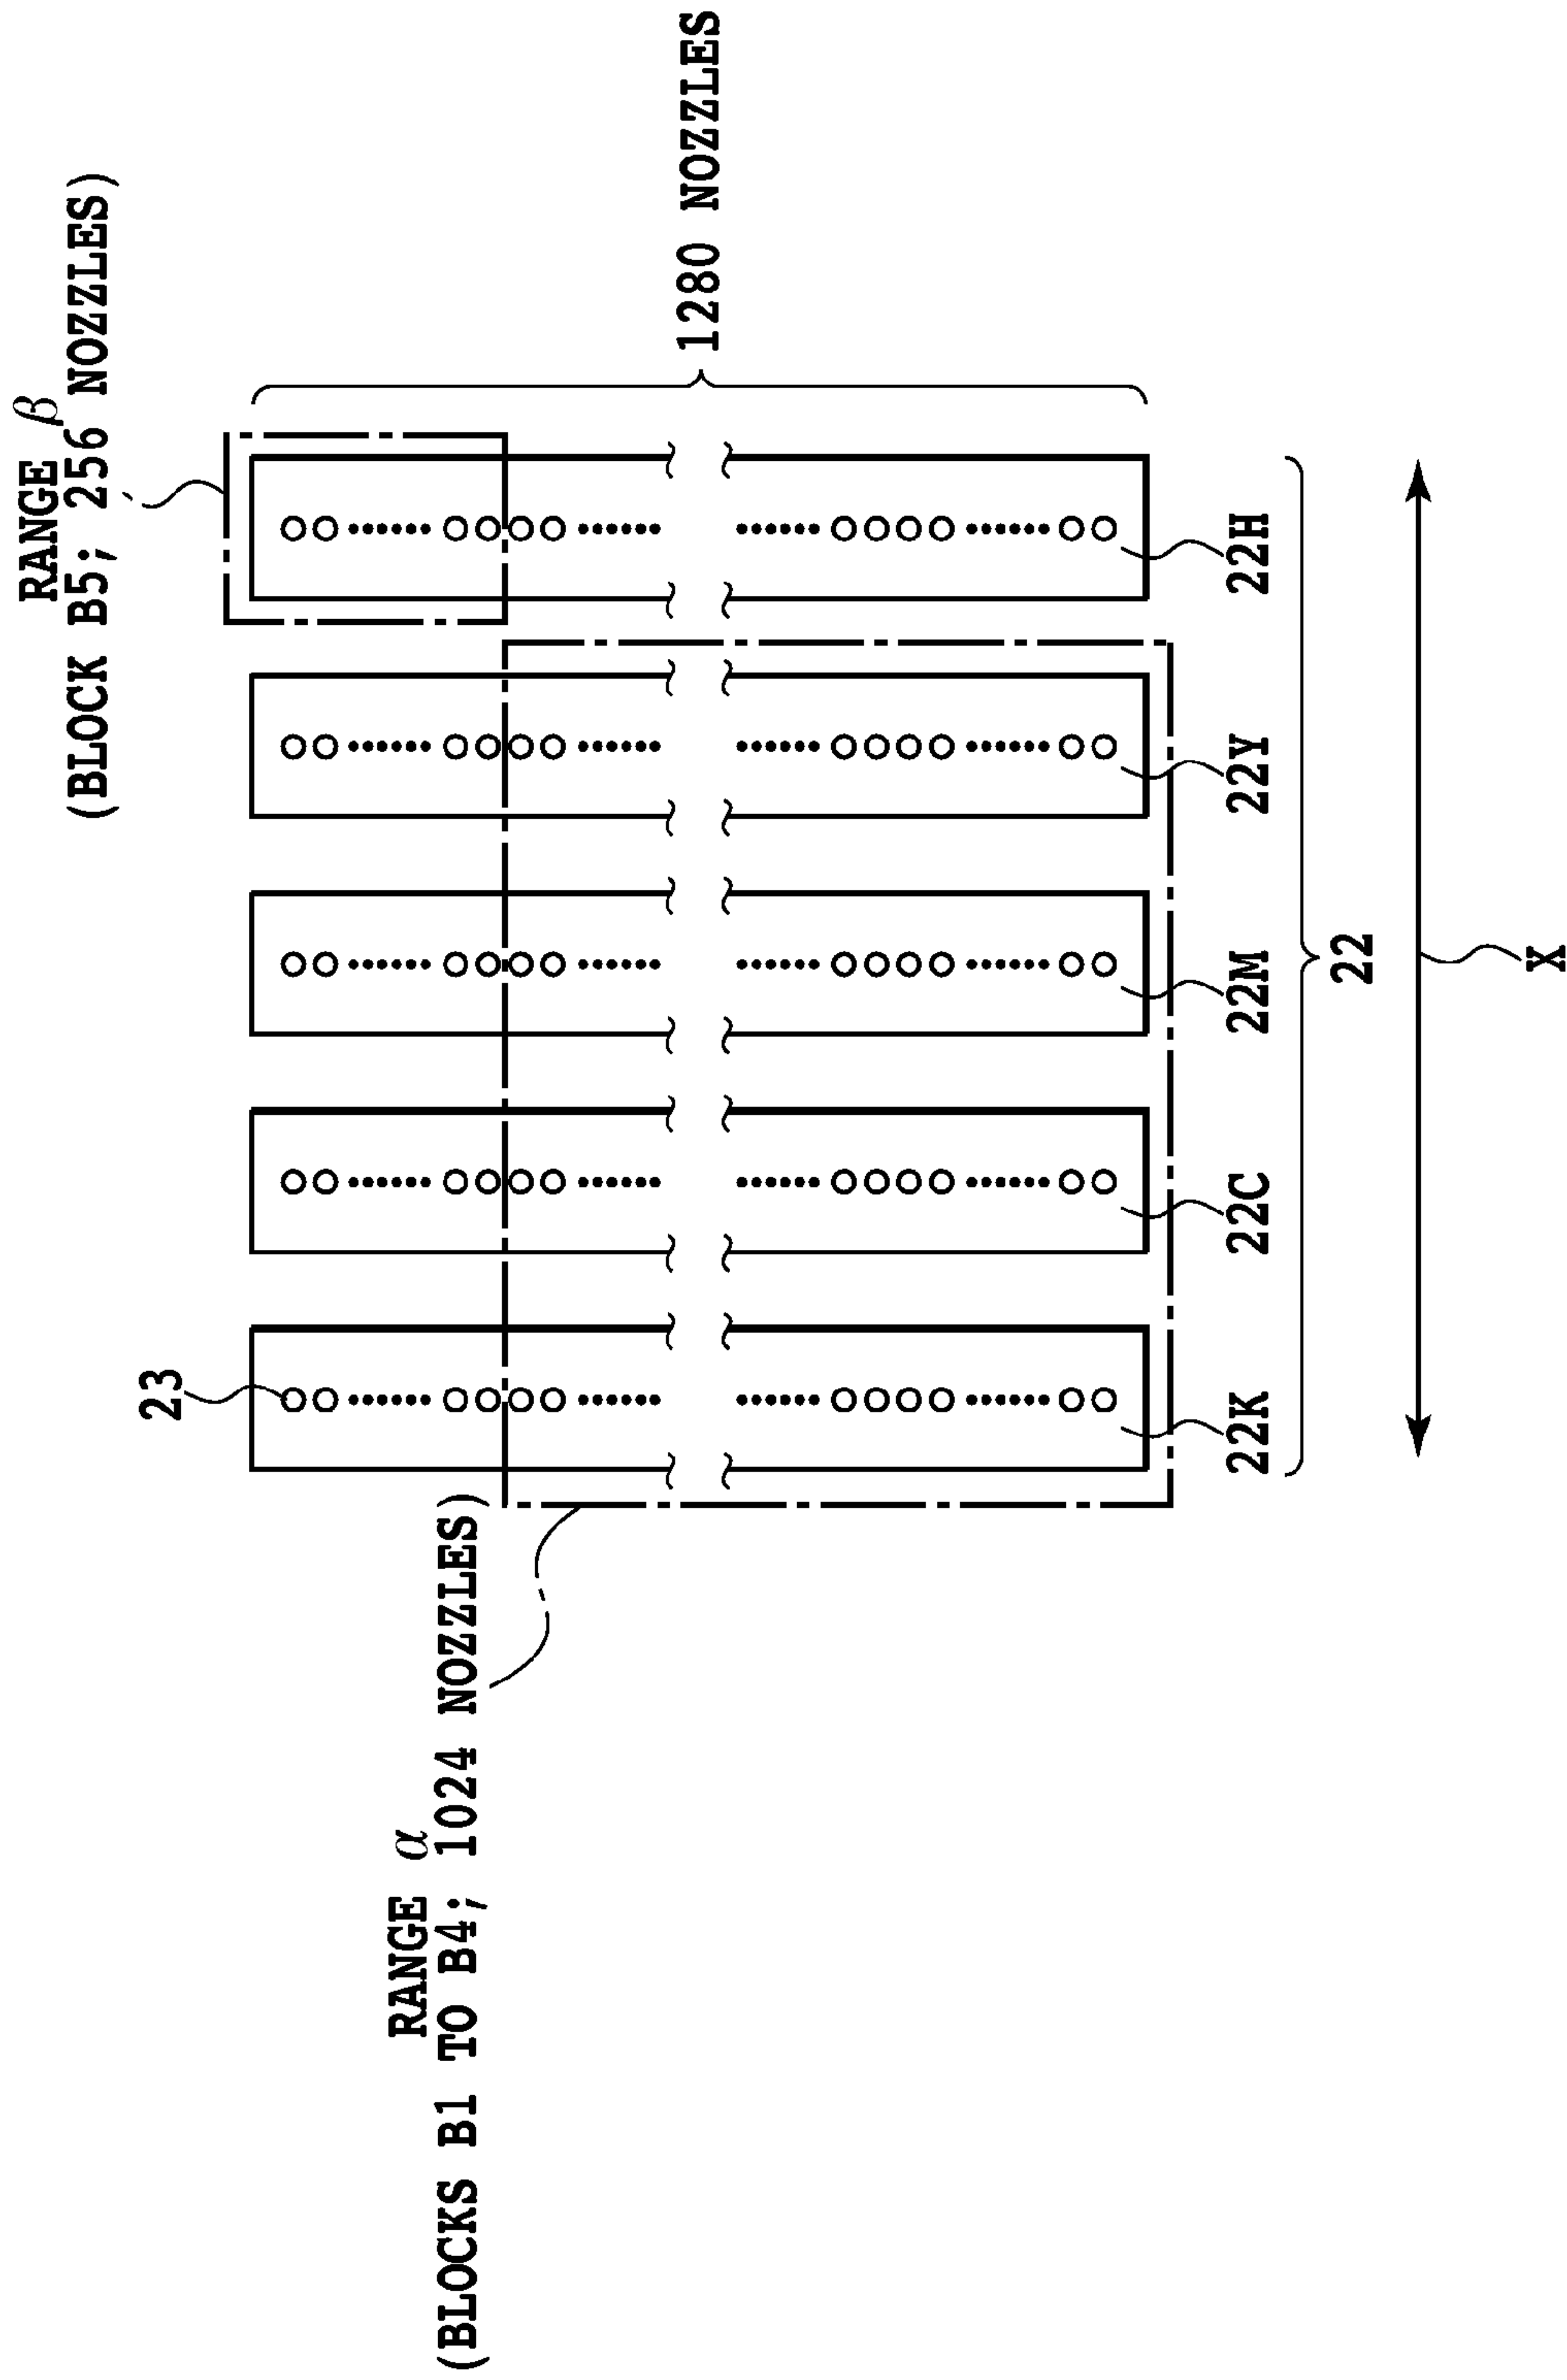 RANGE β
(BLOCK B5; 256 NOZZLES)
1280 NOZZLES
23
RANGE α
(BLOCKS B1 TO B4; 1024 NOZZLES)
22K
22C
22M
22Y
22H
22
X